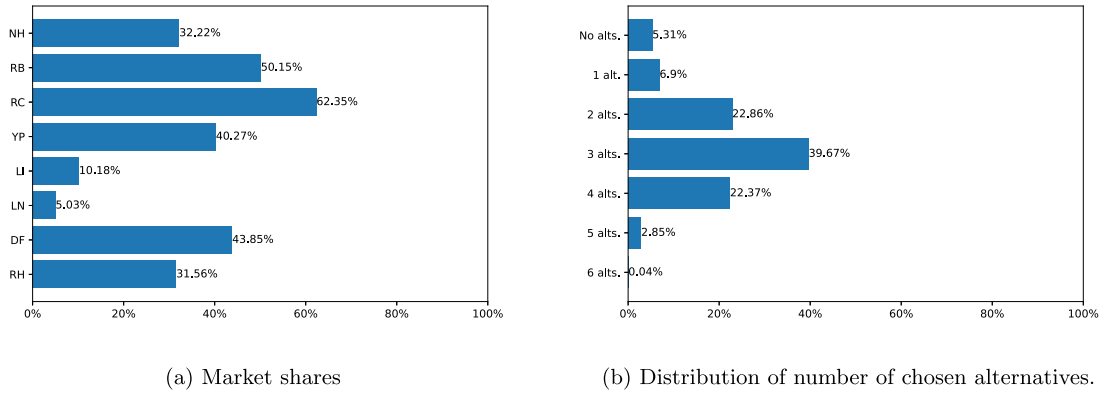 NH 32.22%
RB 50.15%
RC 62.35%
YP 40.27%
LI 10.18%
LN 5.03%
DF 43.85%
RH 31.56%
0% 20% 40% 60% 80% 100%
(a) Market shares
No alts. 5.31%
1 alt. 6.9%
2 alts. 22.86%
3 alts. 39.67%
4 alts. 22.37%
5 alts. 2.85%
6 alts. 0.04%
0% 20% 40% 60% 80% 100%
(b) Distribution of number of chosen alternatives.